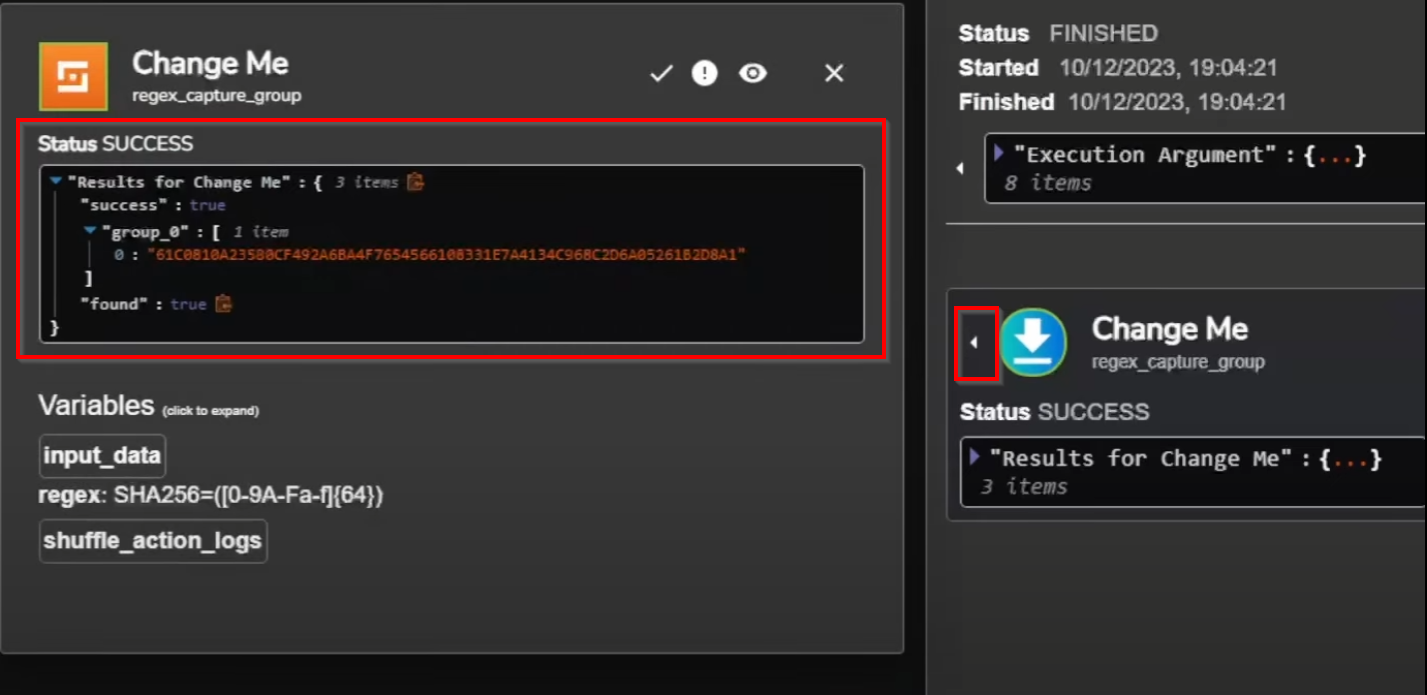 Change Me
regex_capture_group
Status SUCCESS
"Results for Change Me" : { 3 items
"success" : true
"group_0" : [ 1 item
0 : "61C0810A23580CF492A6BA4F7654566108331E7A4134C968C2D6A05261B2D8A1"
]
"found" : true
}
Variables (click to expand)
input_data
regex: SHA256=([0-9A-Fa-f]{64})
shuffle_action_logs
Status FINISHED
Started 10/12/2023, 19:04:21
Finished 10/12/2023, 19:04:21
"Execution Argument" : {...}
8 items
Change Me
regex_capture_group
Status SUCCESS
"Results for Change Me" : {...}
3 items